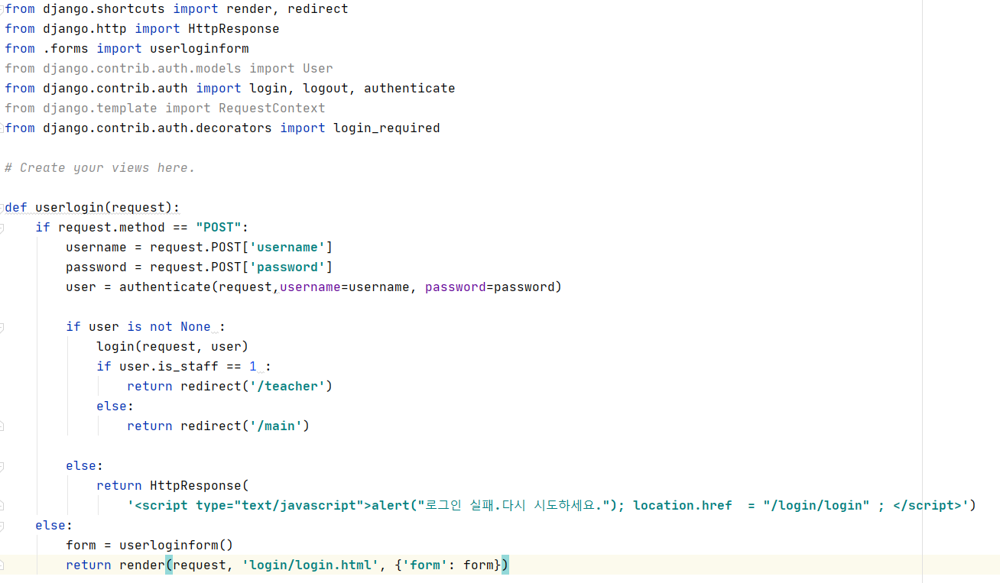 from django.shortcuts import render, redirect
from django.http import HttpResponse
from .forms import userloginform
from django.contrib.auth.models import User
from django.contrib.auth import login, logout, authenticate
from django.template import RequestContext
from django.contrib.auth.decorators import login_required
# Create your views here.
def userlogin(request):
    if request.method == "POST":
        username = request.POST['username']
        password = request.POST['password']
        user = authenticate(request,username=username, password=password)
        if user is not None :
            login(request, user)
            if user.is_staff == 1 :
                return redirect('/teacher')
            else:
                return redirect('/main')
        else:
            return HttpResponse(
                '<script type="text/javascript">alert("로그인 실패.다시 시도하세요."); location.href  = "/login/login" ; </script>')
    else:
        form = userloginform()
        return render(request, 'login/login.html', {'form': form})